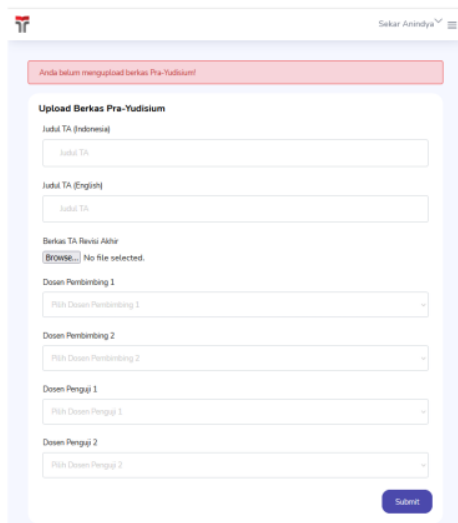 Sekar Anindya
Anda belum mengupload berkas Pra-Yudisium!
Upload Berkas Pra-Yudisium
Judul TA (Indonesia)
Judul TA
Judul TA (English)
Judul TA
Berkas TA Revisi Akhir
Browse... No file selected.
Dosen Pembimbing 1
Pilih Dosen Pembimbing 1
Dosen Pembimbing 2
Pilih Dosen Pembimbing 2
Dosen Penguji 1
Pilih Dosen Penguji 1
Dosen Penguji 2
Pilih Dosen Penguji 2
Submit